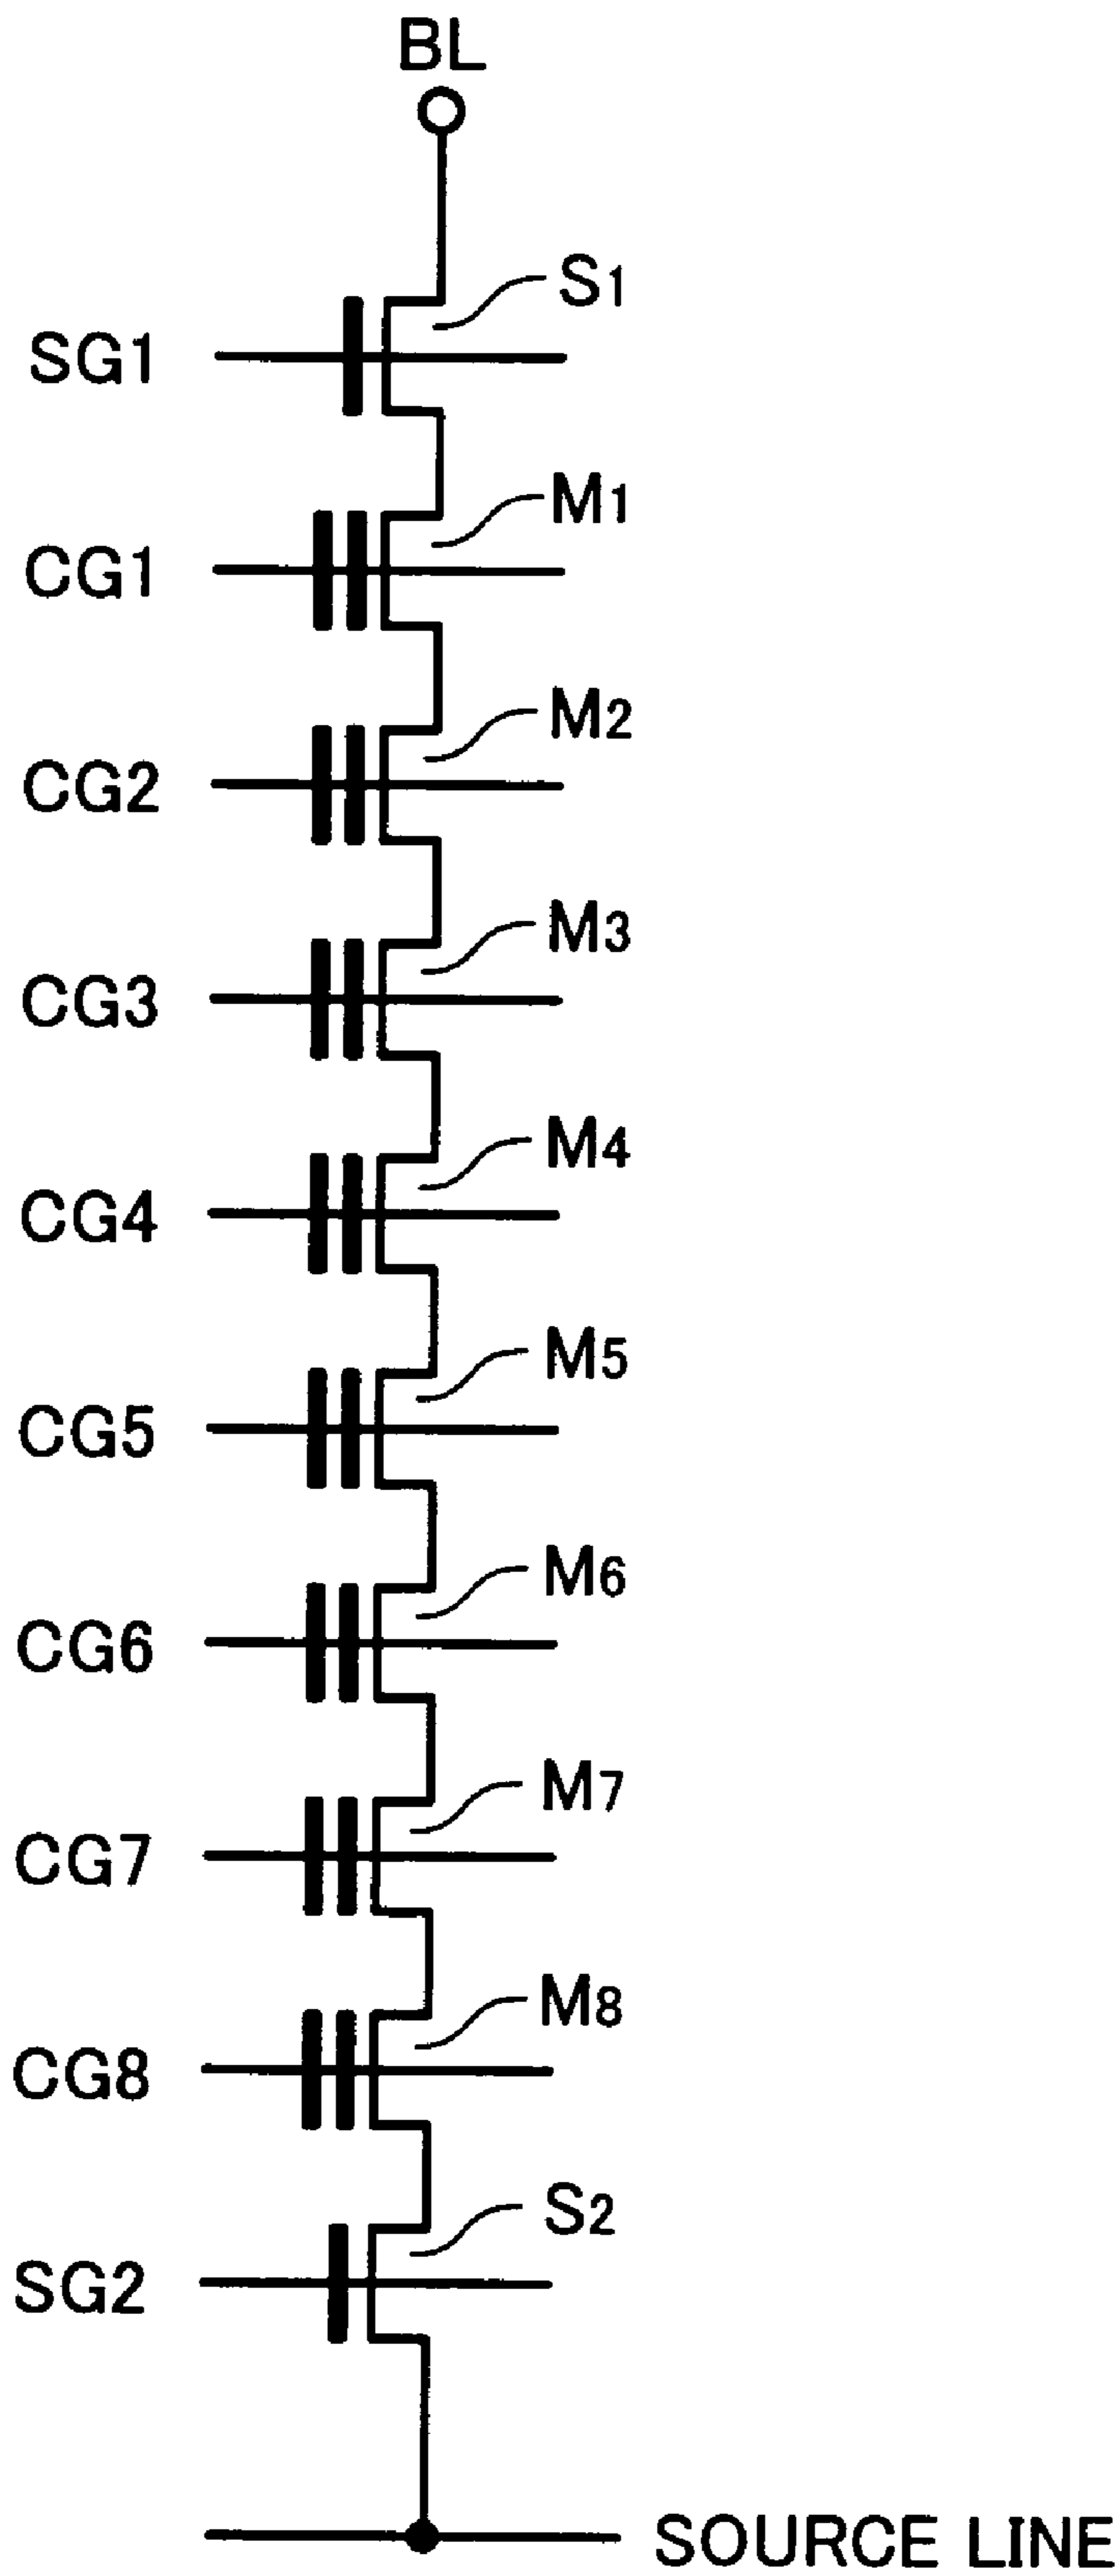 BL
S1
SG1
M1
CG1
M2
CG2
M3
CG3
M4
CG4
M5
CG5
M6
CG6
M7
CG7
M8
CG8
S2
SG2
SOURCE LINE